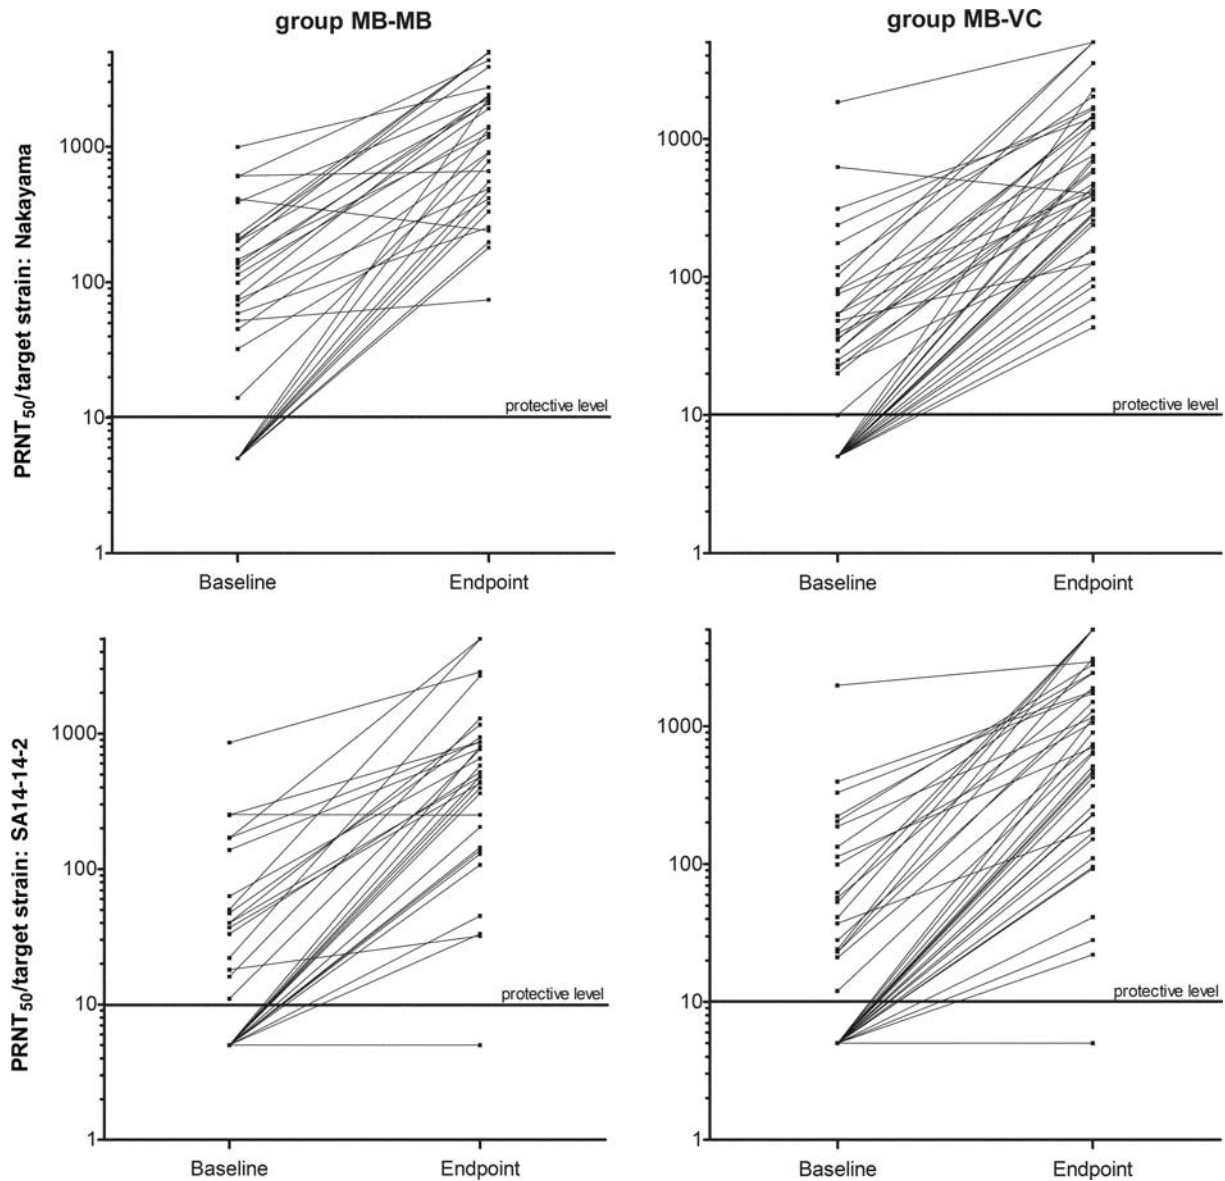 group MB-MB
group MB-VC
PRNT50/target strain: Nakayama
1000
100
10
1
protective level
Baseline
Endpoint
1000
100
10
1
protective level
Baseline
Endpoint
PRNT50/target strain: SA14-14-2
1000
100
10
1
protective level
Baseline
Endpoint
1000
100
10
1
protective level
Baseline
Endpoint